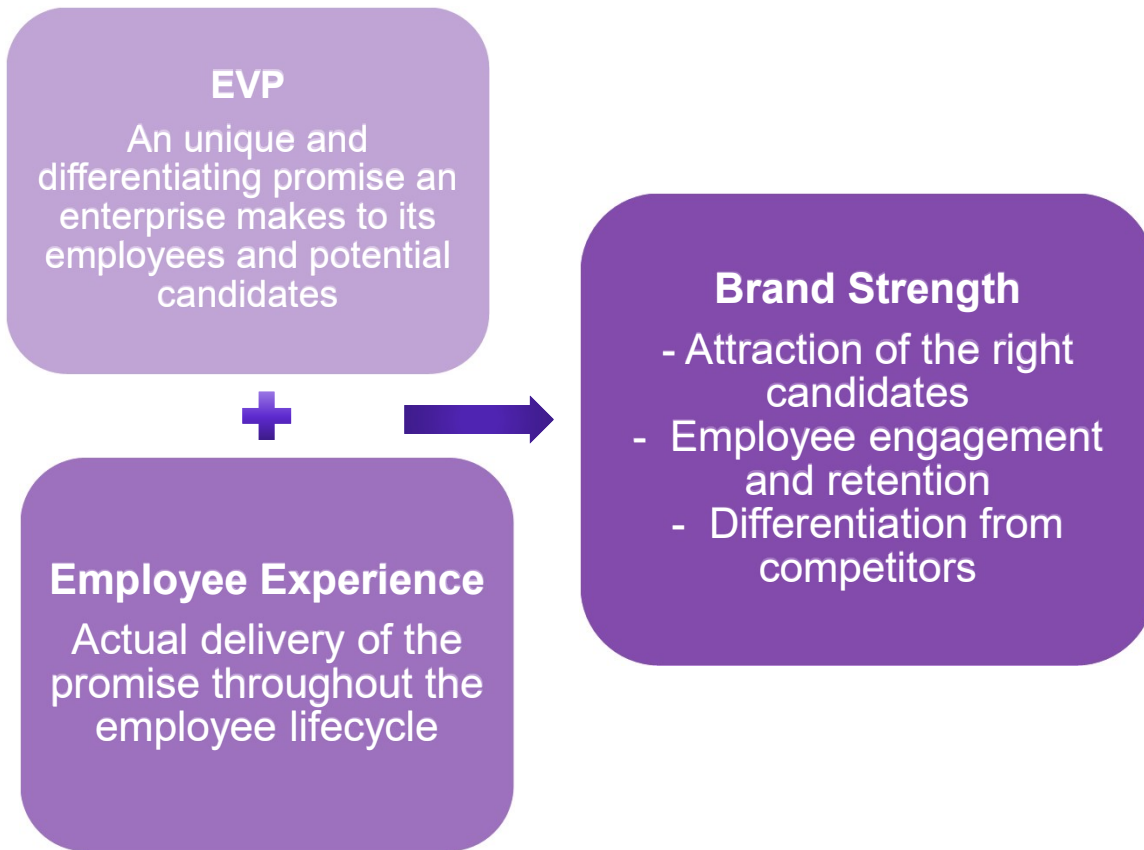 EVP
An unique and
differentiating promise an
enterprise makes to its
employees and potential
candidates
Employee Experience
Actual delivery of the
promise throughout the
employee lifecycle
Brand Strength
- Attraction of the right
candidates
- Employee engagement
and retention
- Differentiation from
competitors